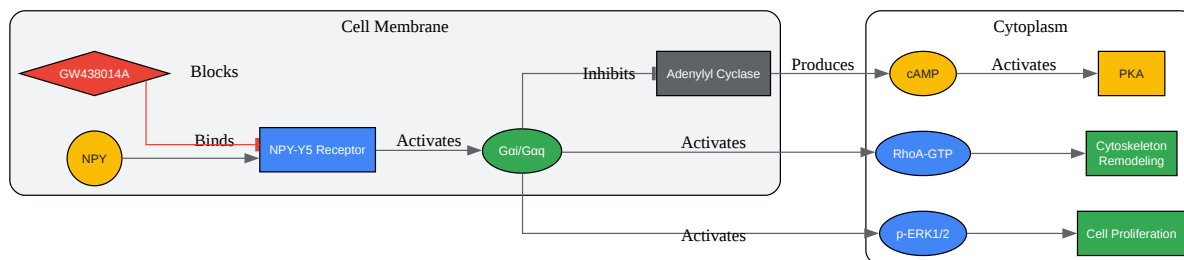 Cell Membrane
Cytoplasm
GW438014A
Blocks
Inhibits
Adenylyl Cyclase
Produces
cAMP
Activates
PKA
NPY
Binds
NPY-Y5 Receptor
Activates
Gαi/Gαq
Activates
RhoA-GTP
Cytoskeleton
Remodeling
Activates
p-ERK1/2
Cell Proliferation